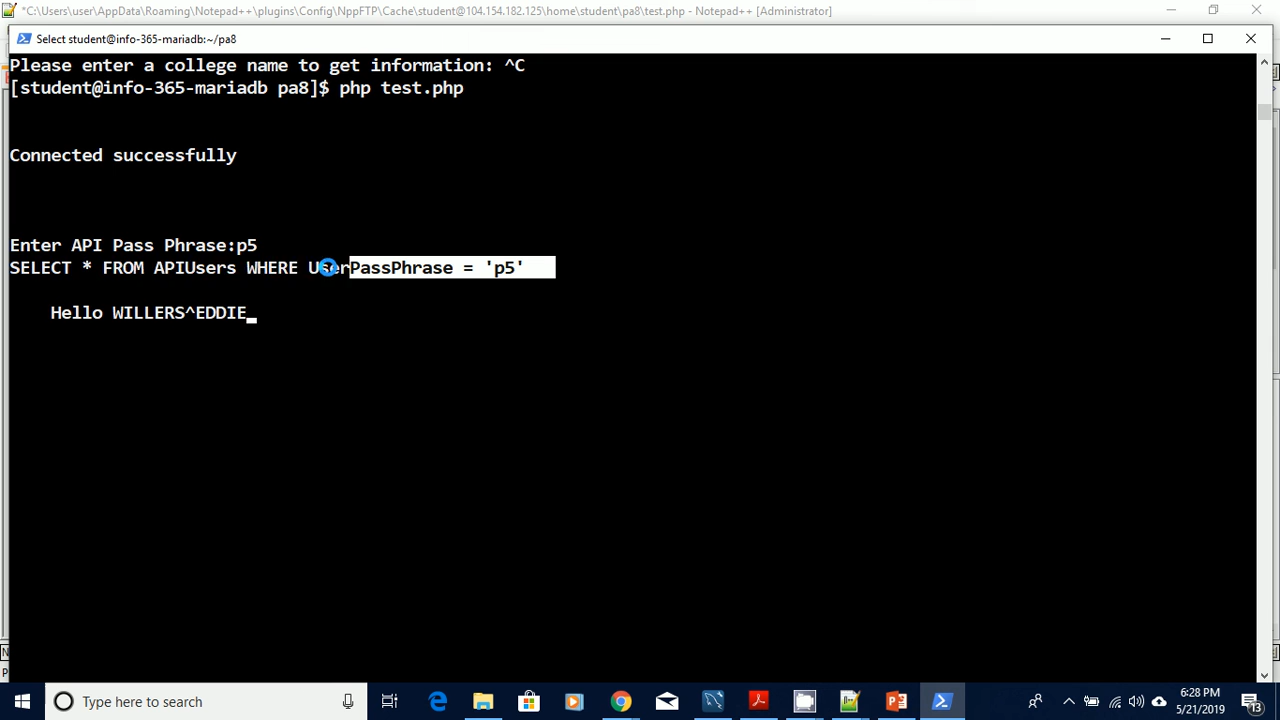 *C:\Users\user\AppData\Roaming\Notepad++\plugins\Config\NppFTP\Cache\student@104.154.182.125\home\student\pa8\test.php - Notepad++ [Administrator]
Select student@info-365-mariadb:~/pa8
Please enter a college name to get information: ^C
[student@info-365-mariadb pa8]$ php test.php
Connected successfully
Enter API Pass Phrase:p5
SELECT * FROM APIUsers WHERE UserPassPhrase = 'p5'
Hello WILLERS^EDDIE
Type here to search
6:28 PM
5/21/2019
13